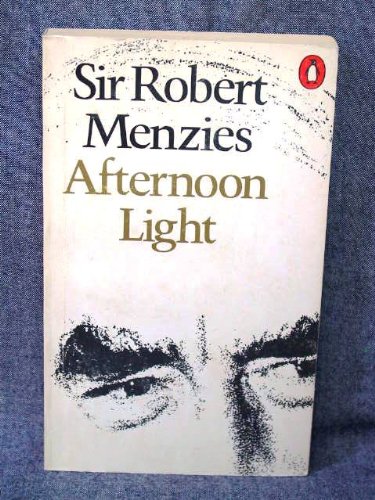 Sir Robert
Menzies
Afternoon
Light